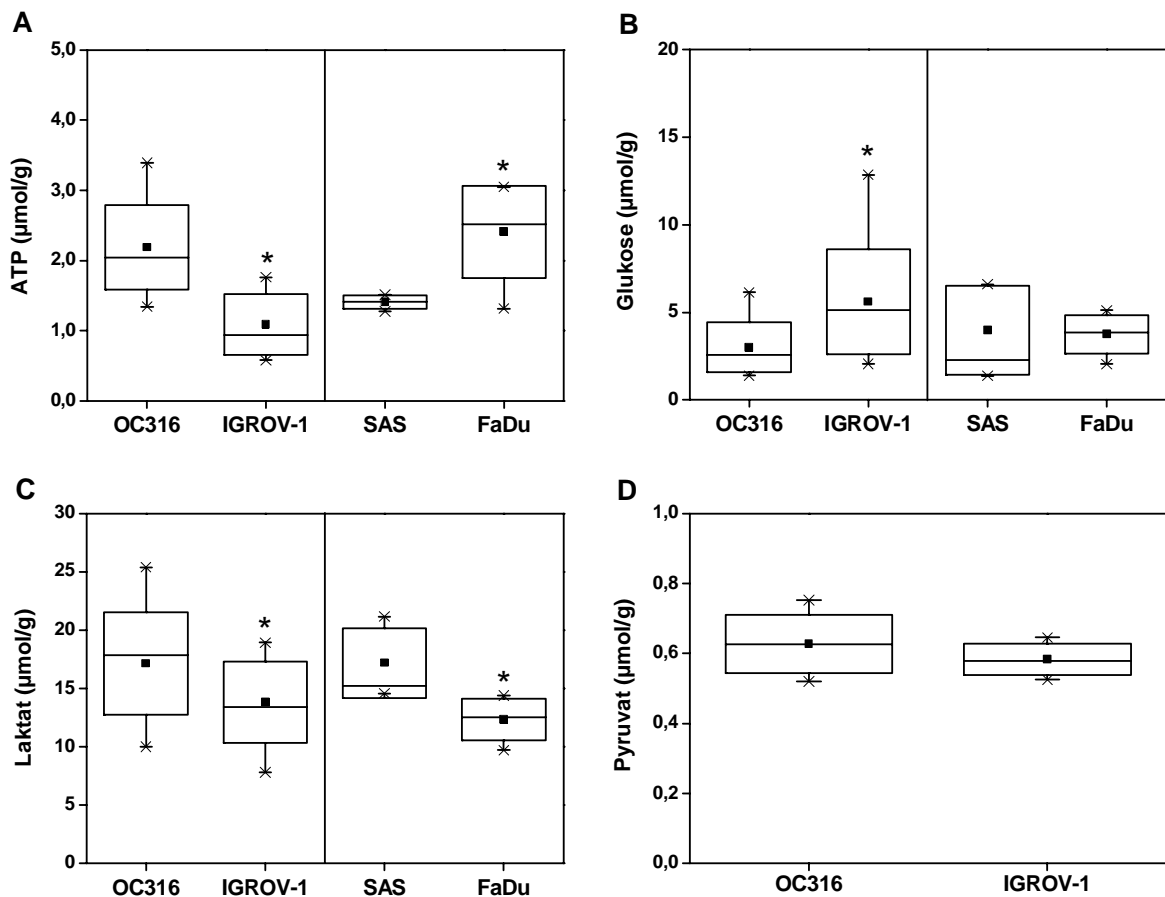 A
ATP (µmol/g)
5,0
4,0
3,0
2,0
1,0
0,0
*
*
OC316 IGROV-1 SAS FaDu
B
Glukose (µmol/g)
20
15
10
5
0
*
OC316 IGROV-1 SAS FaDu
C
Laktat (µmol/g)
30
25
20
15
10
5
0
*
*
OC316 IGROV-1 SAS FaDu
D
Pyruvat (µmol/g)
1,0
0,8
0,6
0,4
0,2
0,0
OC316 IGROV-1